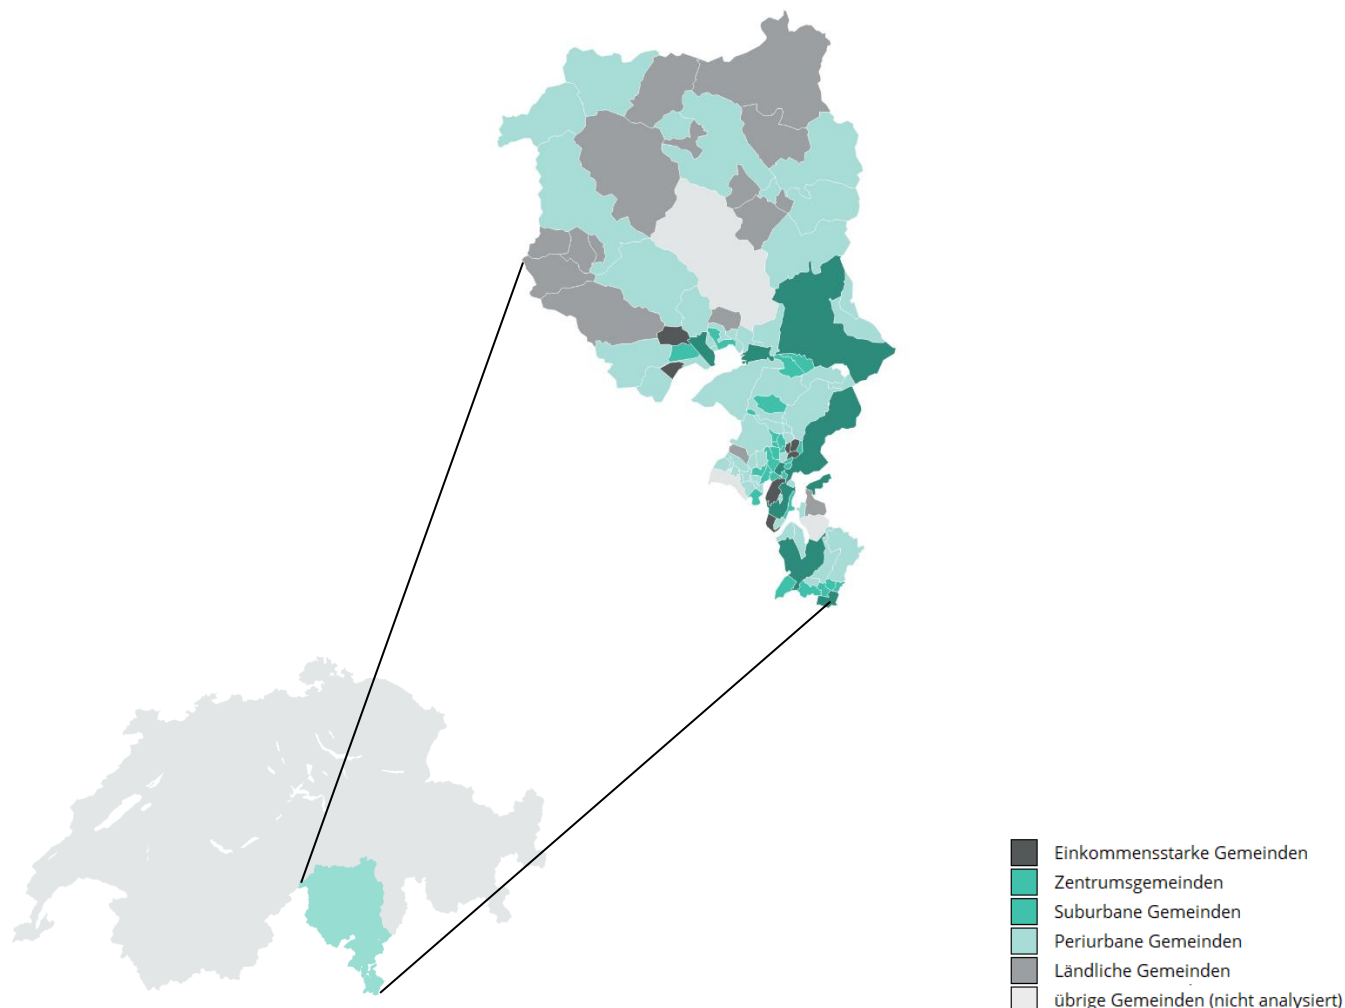 Einkommensstarke Gemeinden
Zentrumsgemeinden
Suburbane Gemeinden
Periurbane Gemeinden
Ländliche Gemeinden
übrige Gemeinden (nicht analysiert)